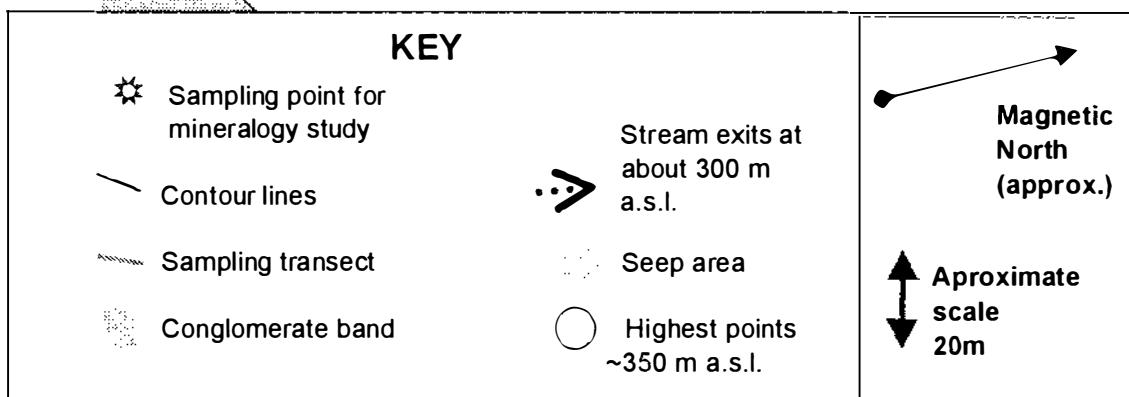 KEY
Sampling point for
mineralogy study
Contour lines
Sampling transect
Conglomerate band
Stream exits at
about 300 m
a.s.l.
Seep area
Highest points
~350 m a.s.l.
Magnetic
North
(approx.)
Aproximate
scale
20m